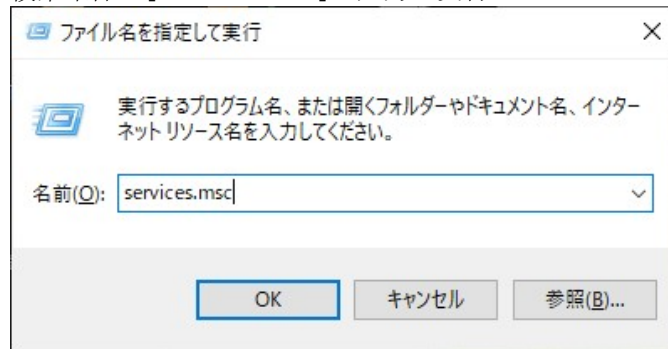 ファイル名を指定して実行
実行するプログラム名、または開くフォルダーやドキュメント名、インター
ネット リソース名を入力してください。
名前(O): services.msc
OK キャンセル 参照(B)...